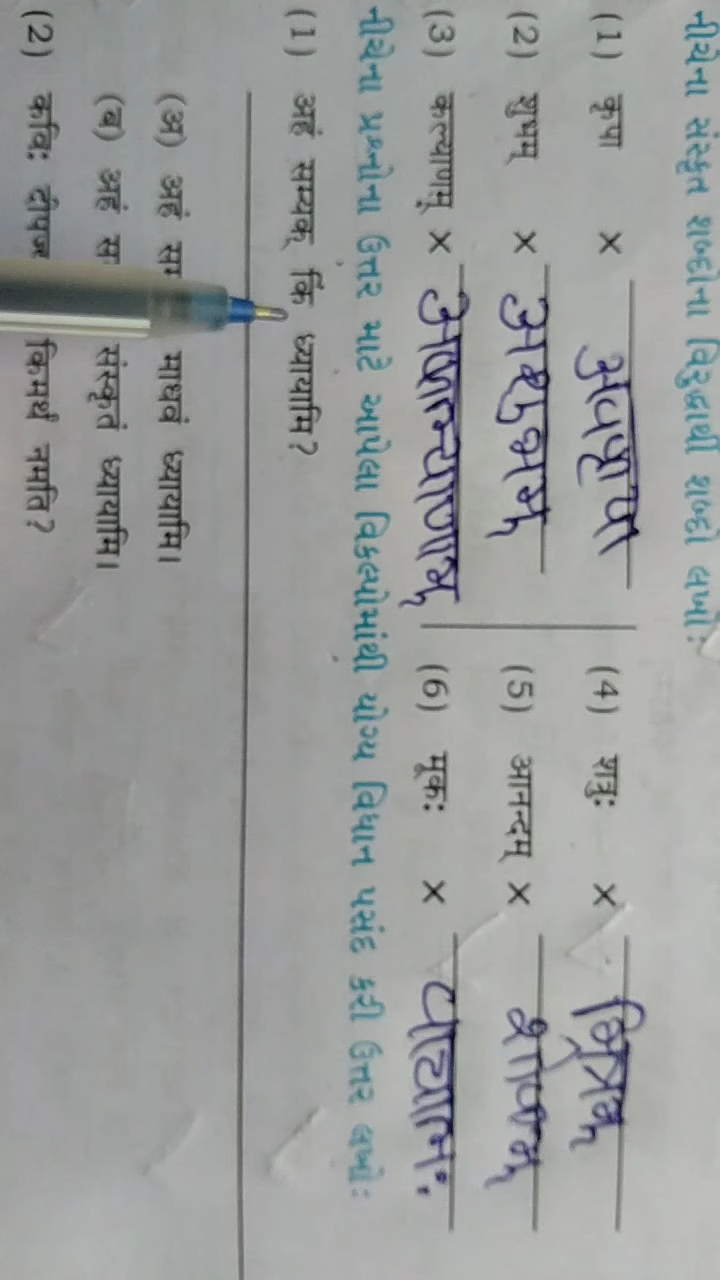 નીચેના સંસ્કૃત શબ્દોના વિરુદ્ધાર્થી શબ્દો લખો:
(1) कृपा × अवकृपा (4) शत्रुः × मित्रम्
(2) शुभम् × अशुभम् (5) आनन्दम् × शोकम्
(3) कल्याणम् × अकल्याणम् (6) मूकः × वाचालः
નીચેના પ્રશ્નોના ઉત્તર માટે આપેલા વિકલ્પોમાંથી યોગ્ય વિધાન પસંદ કરી ઉત્તર લખો:
(1) अहं सम्यक् किं ध्यायामि?
(अ) अहं माधवं ध्यायामि।
(ब) अहं संस्कृतं ध्यायामि।
(2) कविः किमर्थं नमति?